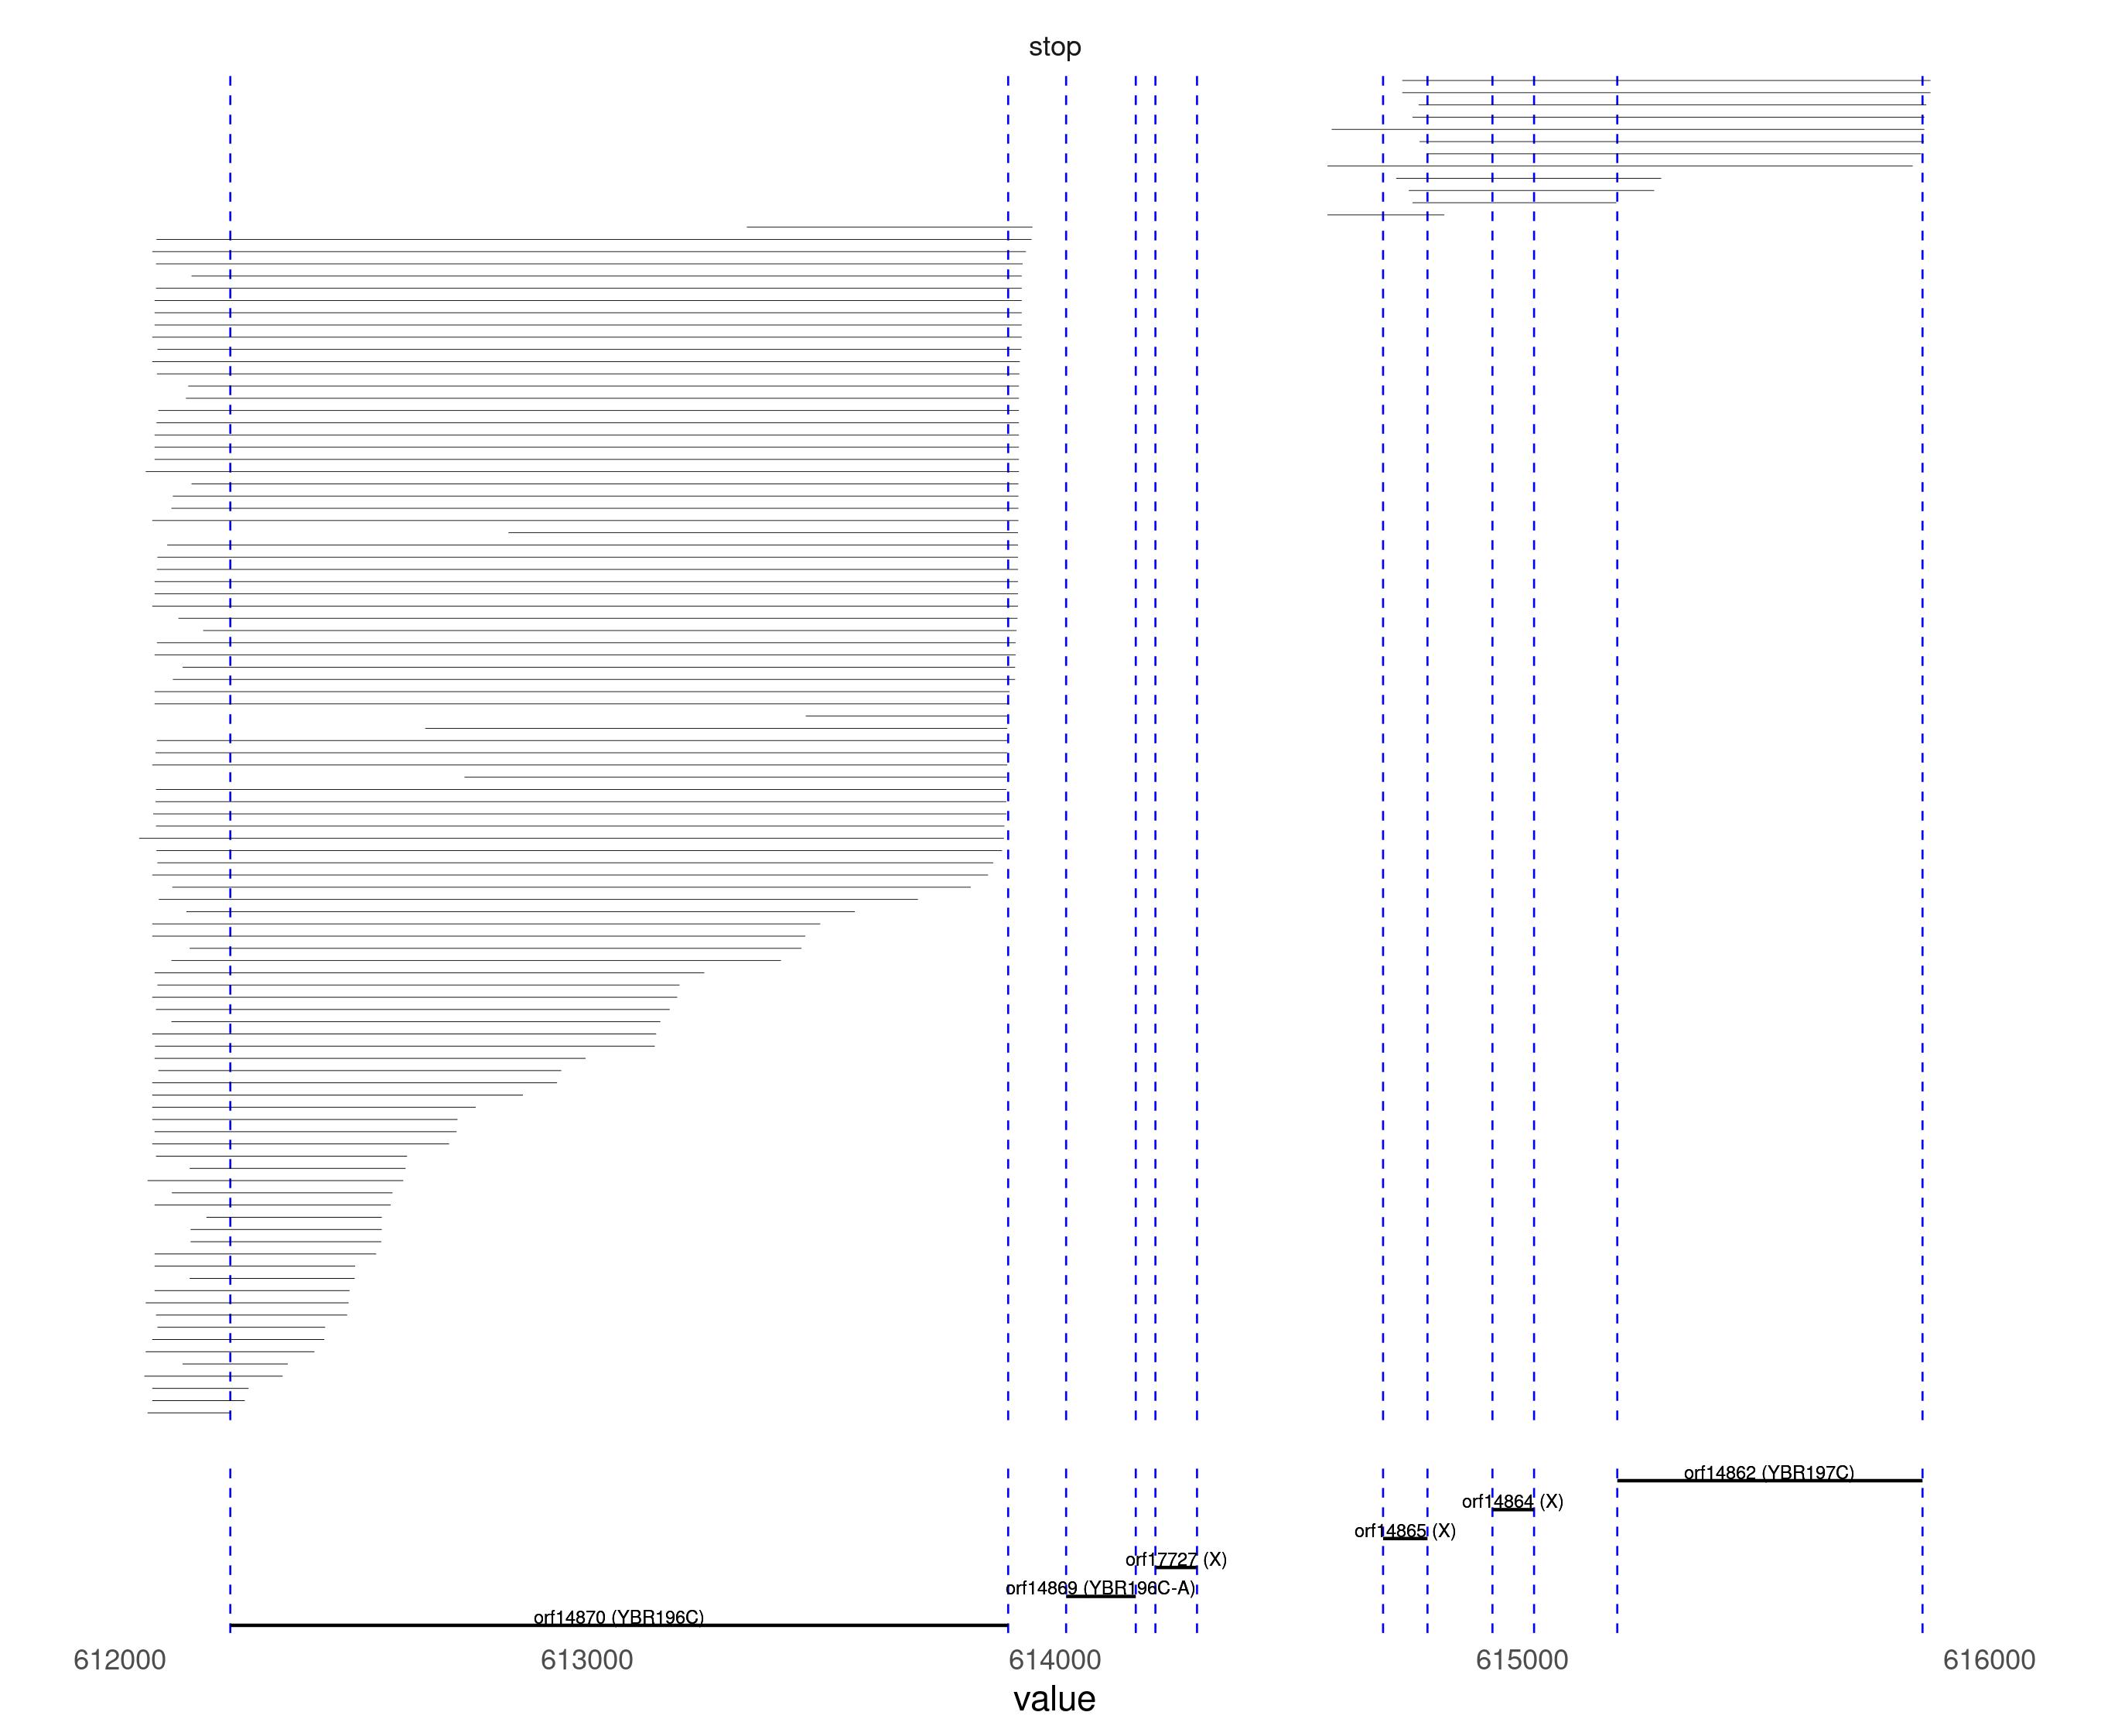 stop
orf14862 (YBR197C)
orf14864 (X)
orf14865 (X)
orf17727 (X)
orf14869 (YBR196C-A)
orf14870 (YBR196C)
612000 613000 614000 615000 616000
value